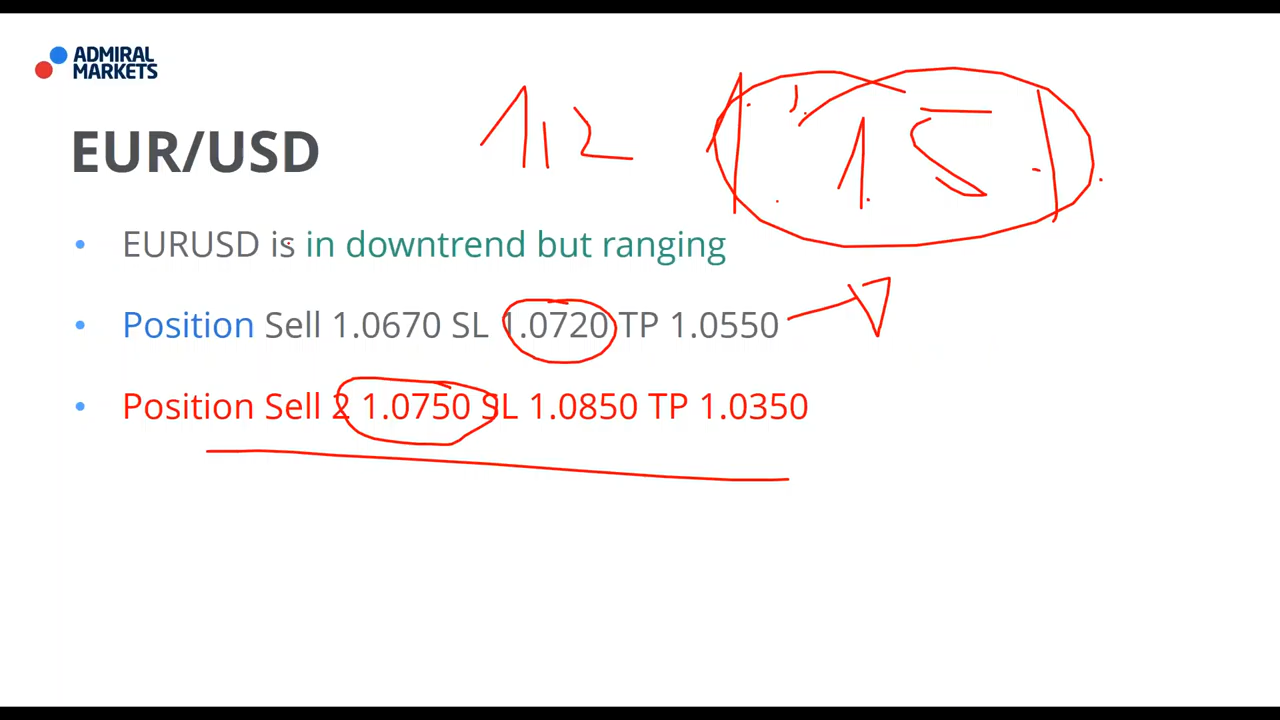 ADMIRAL
MARKETS
1,2
15
EUR/USD
EURUSD is in downtrend but ranging
Position Sell 1.0670 SL 1.0720 TP 1.0550
Position Sell 2 1.0750 SL 1.0850 TP 1.0350